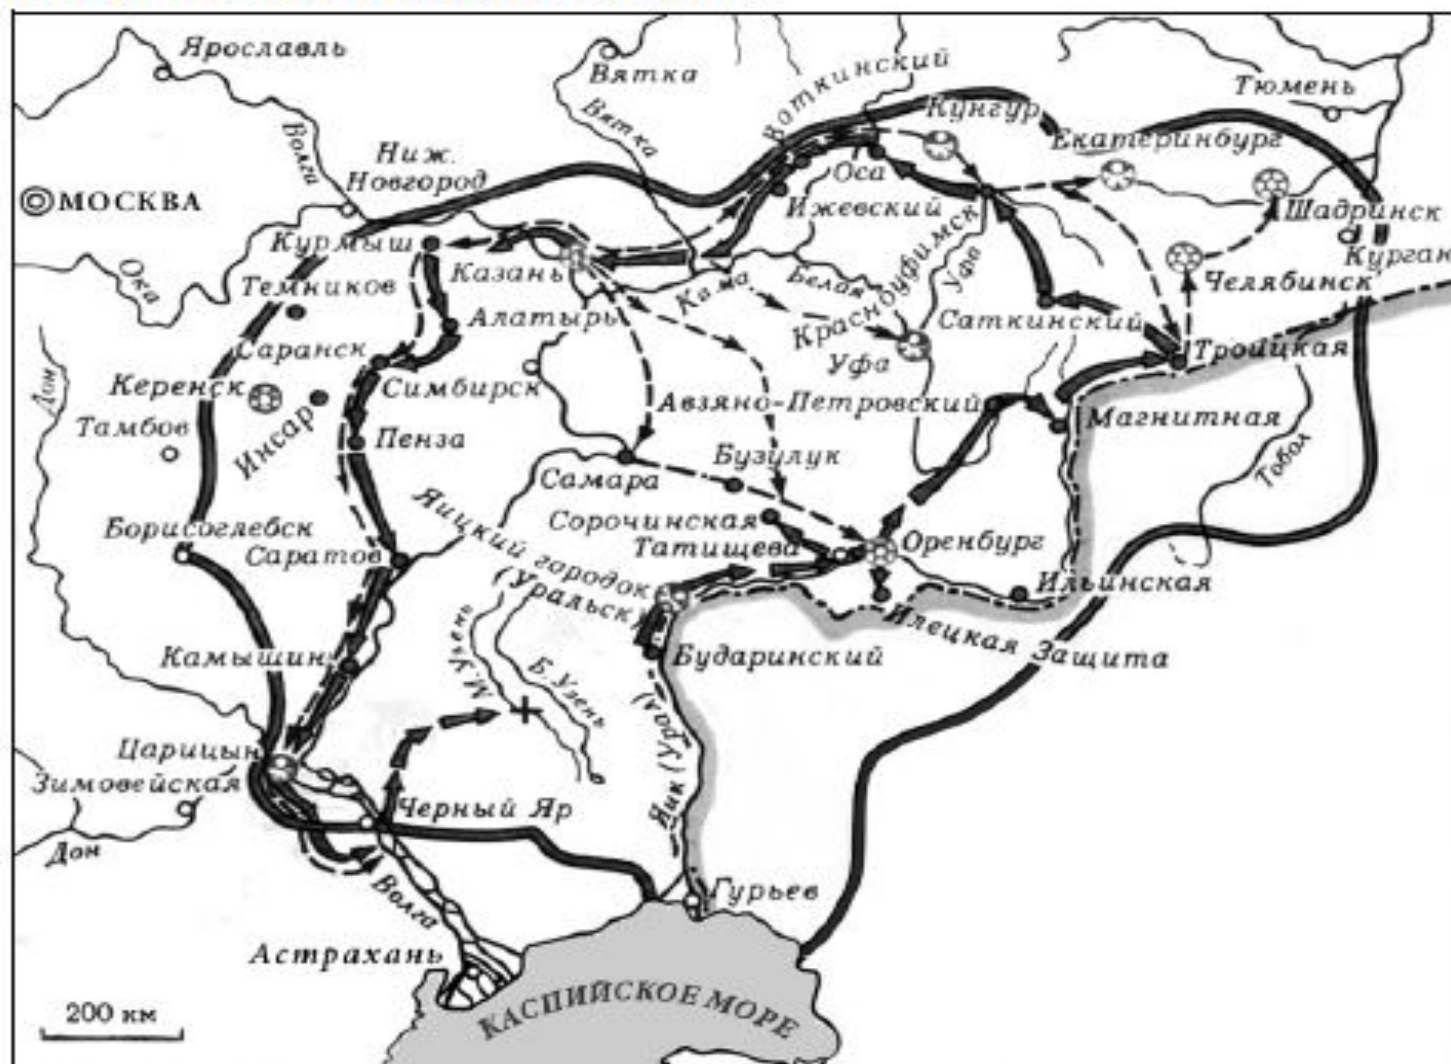 Ярославль
Вятка
Вятка
Воткинский
Кунгур
Тюмень
Екатеринбург
Волга
Ниж.
Новгород
Оса
МОСКВА
Ижевский
Шадринск
Курмыш
Казань
Кама
Белая
Красноуфимск
Уфа
Курган
Челябинск
Ока
Темников
Алатырь
Саткинский
Троицкая
Саранск
Симбирск
Уфа
Дон
Керенск
Инсар
Авзяно-Петровский
Магнитная
Тамбов
Пенза
Бузулук
Тобол
Самара
Сорочинская
Борисоглебск
Саратов
Яицкий городок
(Уральск)
Татищева
Оренбург
Ильинская
Илецкая Защита
Камышин
М.Узень
Б.Узень
Бударинский
Царицын
Зимовейская
Яик (Урал)
Черный Яр
Дон
Волга
Гурьев
Астрахань
200 км
КАСПИЙСКОЕ МОРЕ